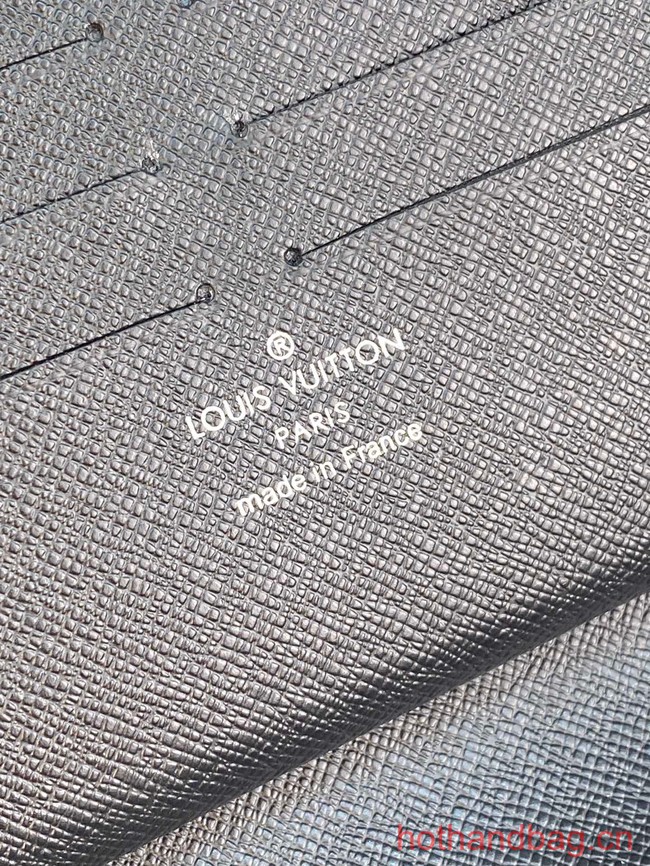 ®
LOUIS VUITTON
PARIS
made in France
hothandbag.cn